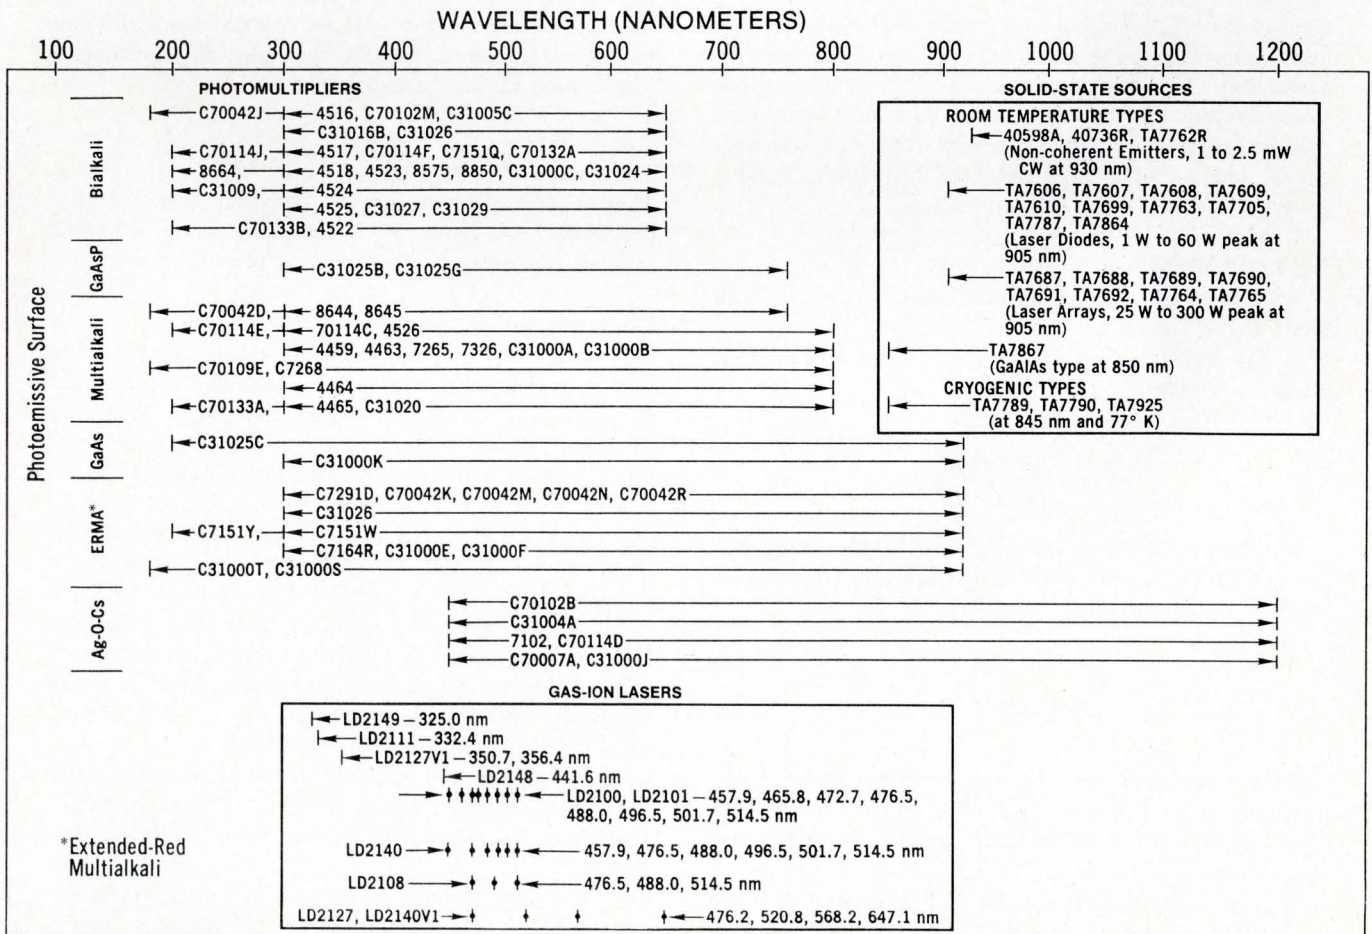 WAVELENGTH (NANOMETERS)
100 200 300 400 500 600 700 800 900 1000 1100 1200
Photoemissive Surface
PHOTOMULTIPLIERS
Bialkali
C70042J 4516, C70102M, C31005C
C31016B, C31026
C70114J, 4517, C70114F, C7151Q, C70132A
8664, 4518, 4523, 8575, 8850, C31000C, C31024
C31009, 4524
4525, C31027, C31029
C70133B, 4522
GaAsP
C31025B, C31025G
Multialkali
C70042D, 8644, 8645
C70114E, 70114C, 4526
4459, 4463, 7265, 7326, C31000A, C31000B
C70109E, C7268
4464
C70133A, 4465, C31020
GaAs
C31025C
C31000K
ERMA*
C7291D, C70042K, C70042M, C70042N, C70042R
C31026
C7151Y, C7151W
C7164R, C31000E, C31000F
C31000T, C31000S
Ag-O-Cs
C70102B
C31004A
7102, C70114D
C70007A, C31000J
SOLID-STATE SOURCES
ROOM TEMPERATURE TYPES
40598A, 40736R, TA7762R
(Non-coherent Emitters, 1 to 2.5 mW
CW at 930 nm)
TA7606, TA7607, TA7608, TA7609,
TA7610, TA7699, TA7763, TA7705,
TA7787, TA7864
(Laser Diodes, 1 W to 60 W peak at
905 nm)
TA7687, TA7688, TA7689, TA7690,
TA7691, TA7692, TA7764, TA7765
(Laser Arrays, 25 W to 300 W peak at
905 nm)
TA7867
(GaAlAs type at 850 nm)
CRYOGENIC TYPES
TA7789, TA7790, TA7925
(at 845 nm and 77° K)
GAS-ION LASERS
LD2149 – 325.0 nm
LD2111 – 332.4 nm
LD2127V1 – 350.7, 356.4 nm
LD2148 – 441.6 nm
LD2100, LD2101 – 457.9, 465.8, 472.7, 476.5,
488.0, 496.5, 501.7, 514.5 nm
LD2140 457.9, 476.5, 488.0, 496.5, 501.7, 514.5 nm
LD2108 476.5, 488.0, 514.5 nm
LD2127, LD2140V1 476.2, 520.8, 568.2, 647.1 nm
*Extended-Red
Multialkali